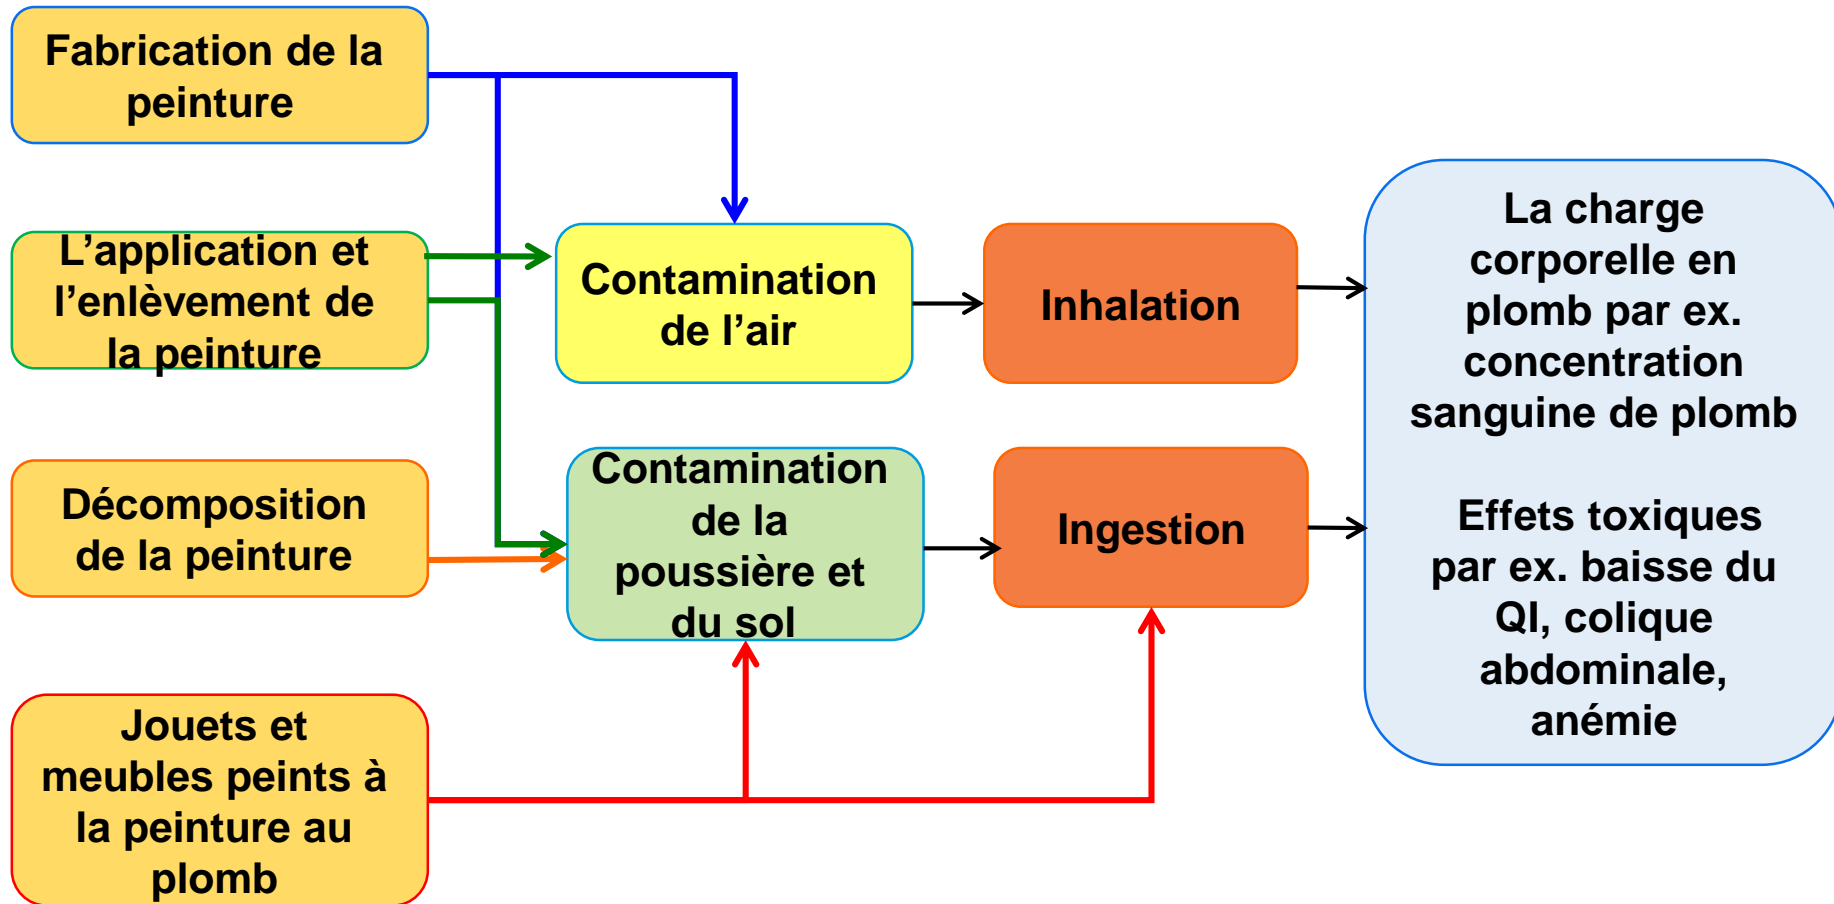 Fabrication de la
peinture
L'application et
l'enlèvement de
la peinture
Décomposition
de la peinture
Jouets et
meubles peints à
la peinture au
plomb
Contamination
de l'air
Contamination
de la
poussière et
du sol
Inhalation
Ingestion
La charge
corporelle en
plomb par ex.
concentration
sanguine de plomb
Effets toxiques
par ex. baisse du
QI, colique
abdominale,
anémie